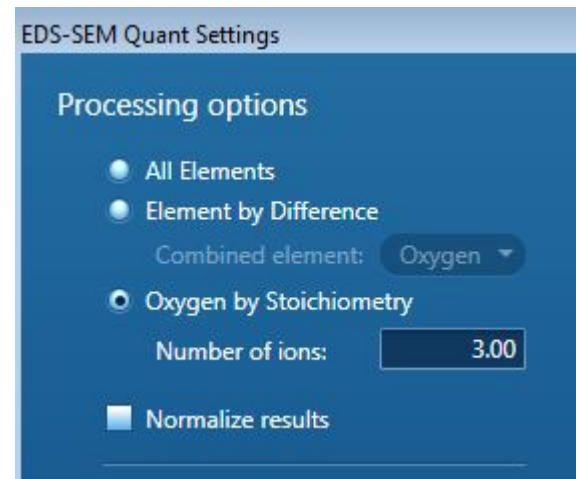 EDS-SEM Quant Settings
Processing options
All Elements
Element by Difference
Combined element: Oxygen
Oxygen by Stoichiometry
Number of ions: 3.00
Normalize results